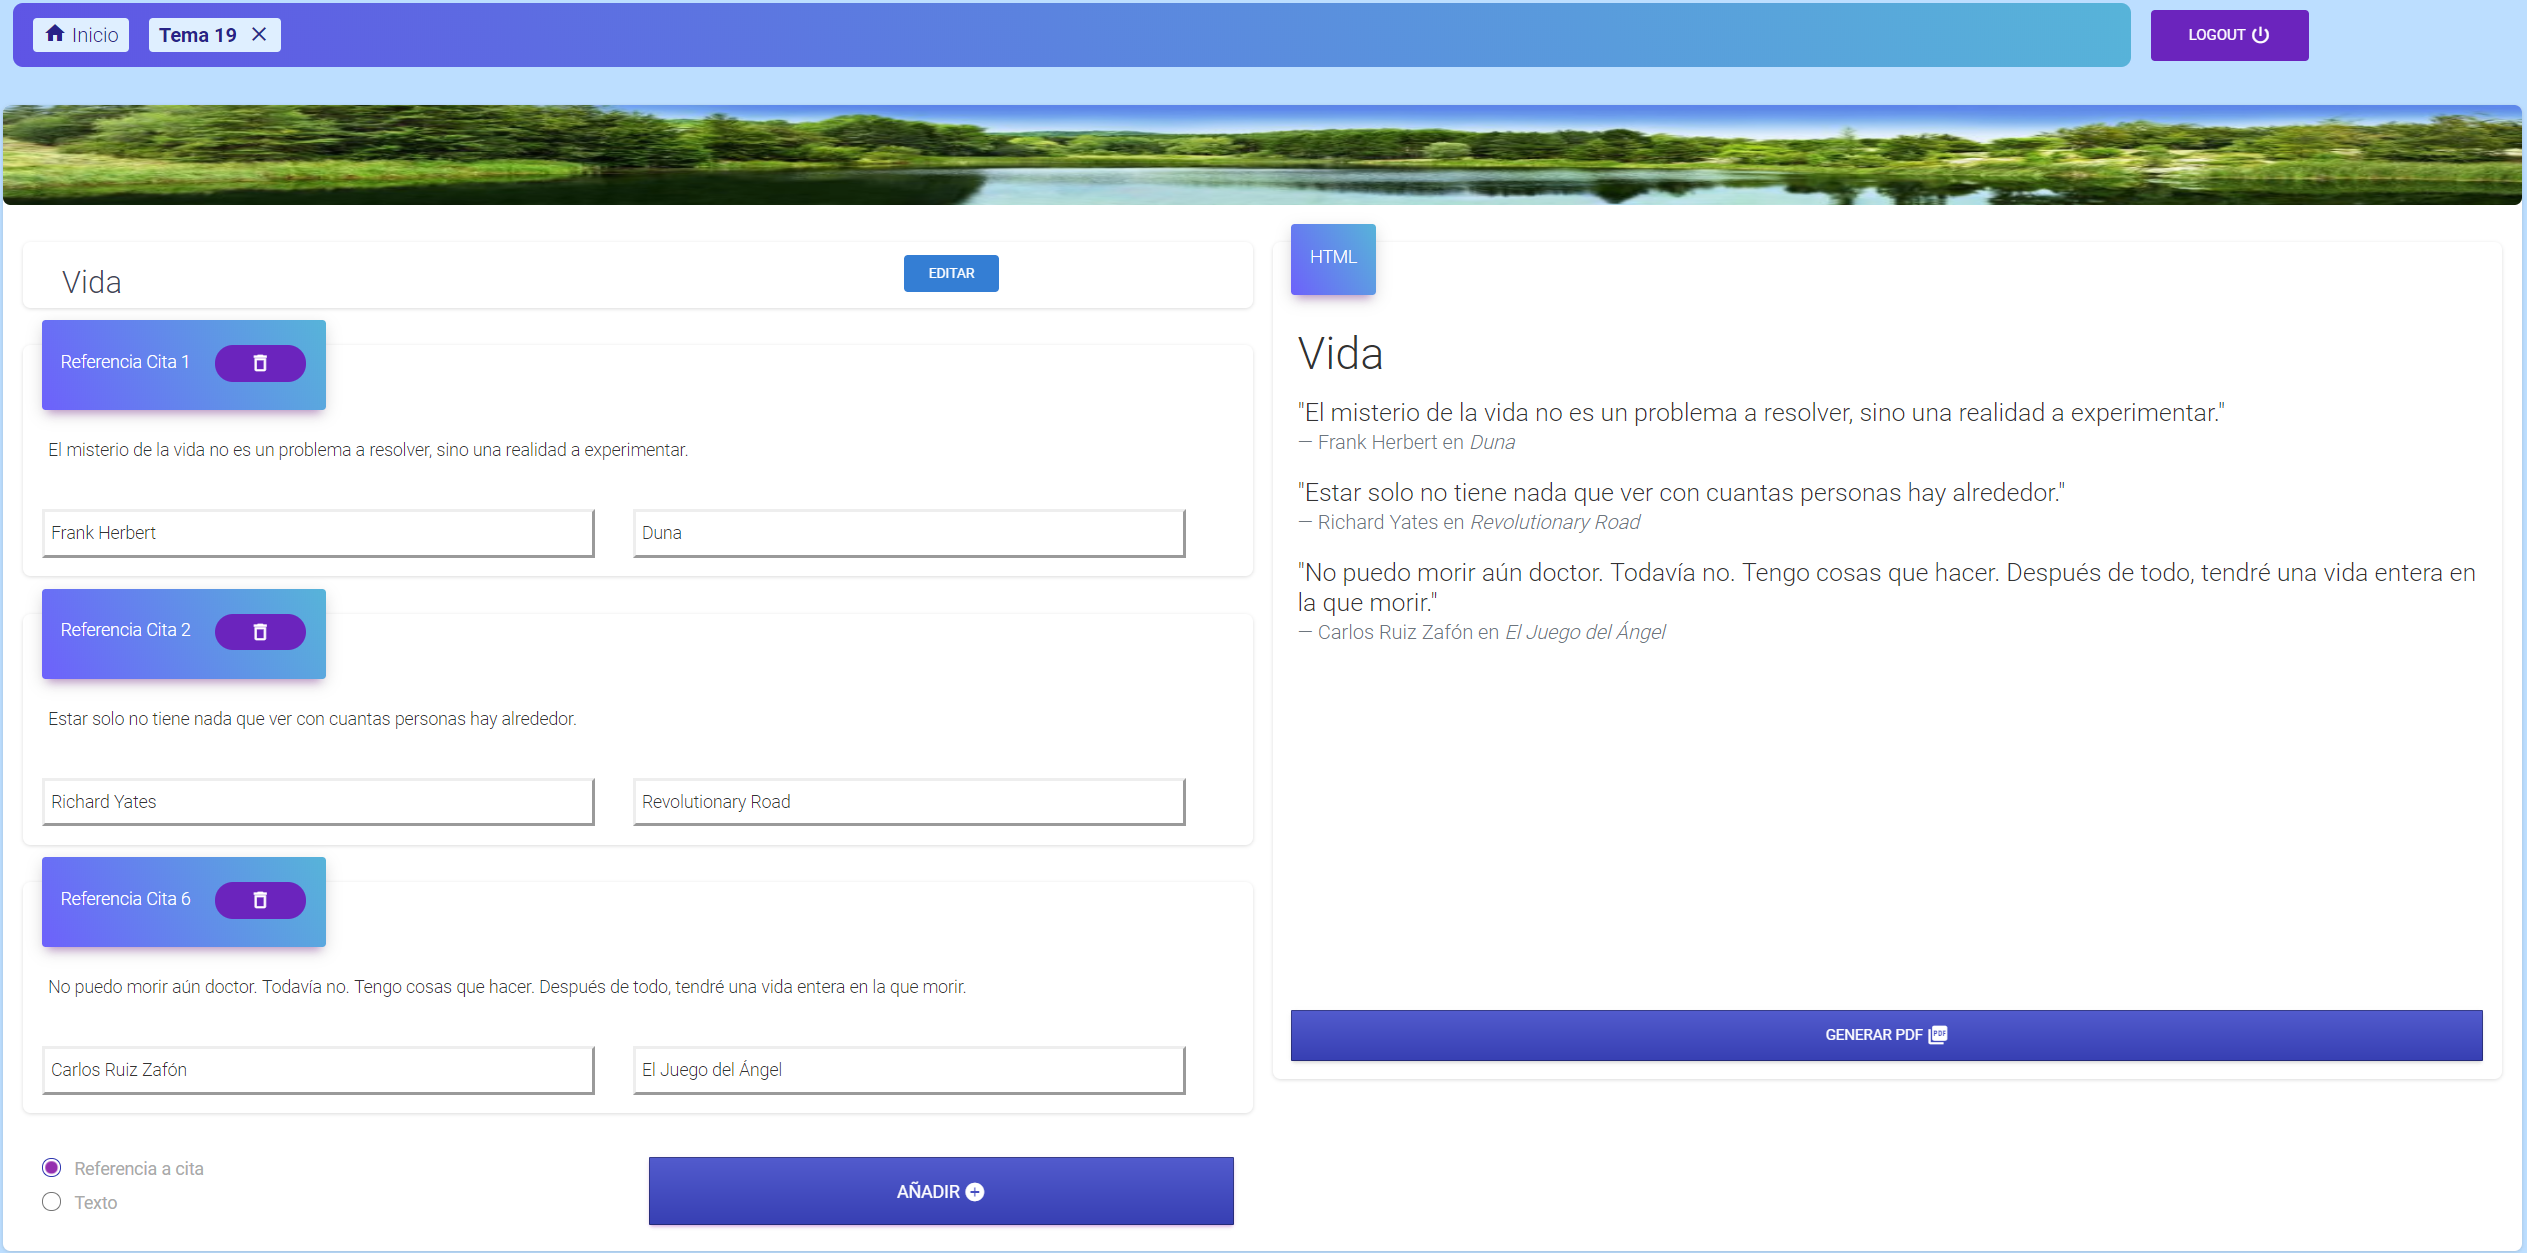 Inicio
Tema 19
LOGOUT
Vida
EDITAR
Referencia Cita 1
El misterio de la vida no es un problema a resolver, sino una realidad a experimentar.
Frank Herbert
Duna
Referencia Cita 2
Estar solo no tiene nada que ver con cuantas personas hay alrededor.
Richard Yates
Revolutionary Road
Referencia Cita 6
No puedo morir aún doctor. Todavía no. Tengo cosas que hacer. Después de todo, tendré una vida entera en la que morir.
Carlos Ruiz Zafón
El Juego del Ángel
Referencia a cita
Texto
AÑADIR
HTML
Vida
"El misterio de la vida no es un problema a resolver, sino una realidad a experimentar."
— Frank Herbert en Duna
"Estar solo no tiene nada que ver con cuantas personas hay alrededor."
— Richard Yates en Revolutionary Road
"No puedo morir aún doctor. Todavía no. Tengo cosas que hacer. Después de todo, tendré una vida entera en
la que morir."
— Carlos Ruiz Zafón en El Juego del Ángel
GENERAR PDF